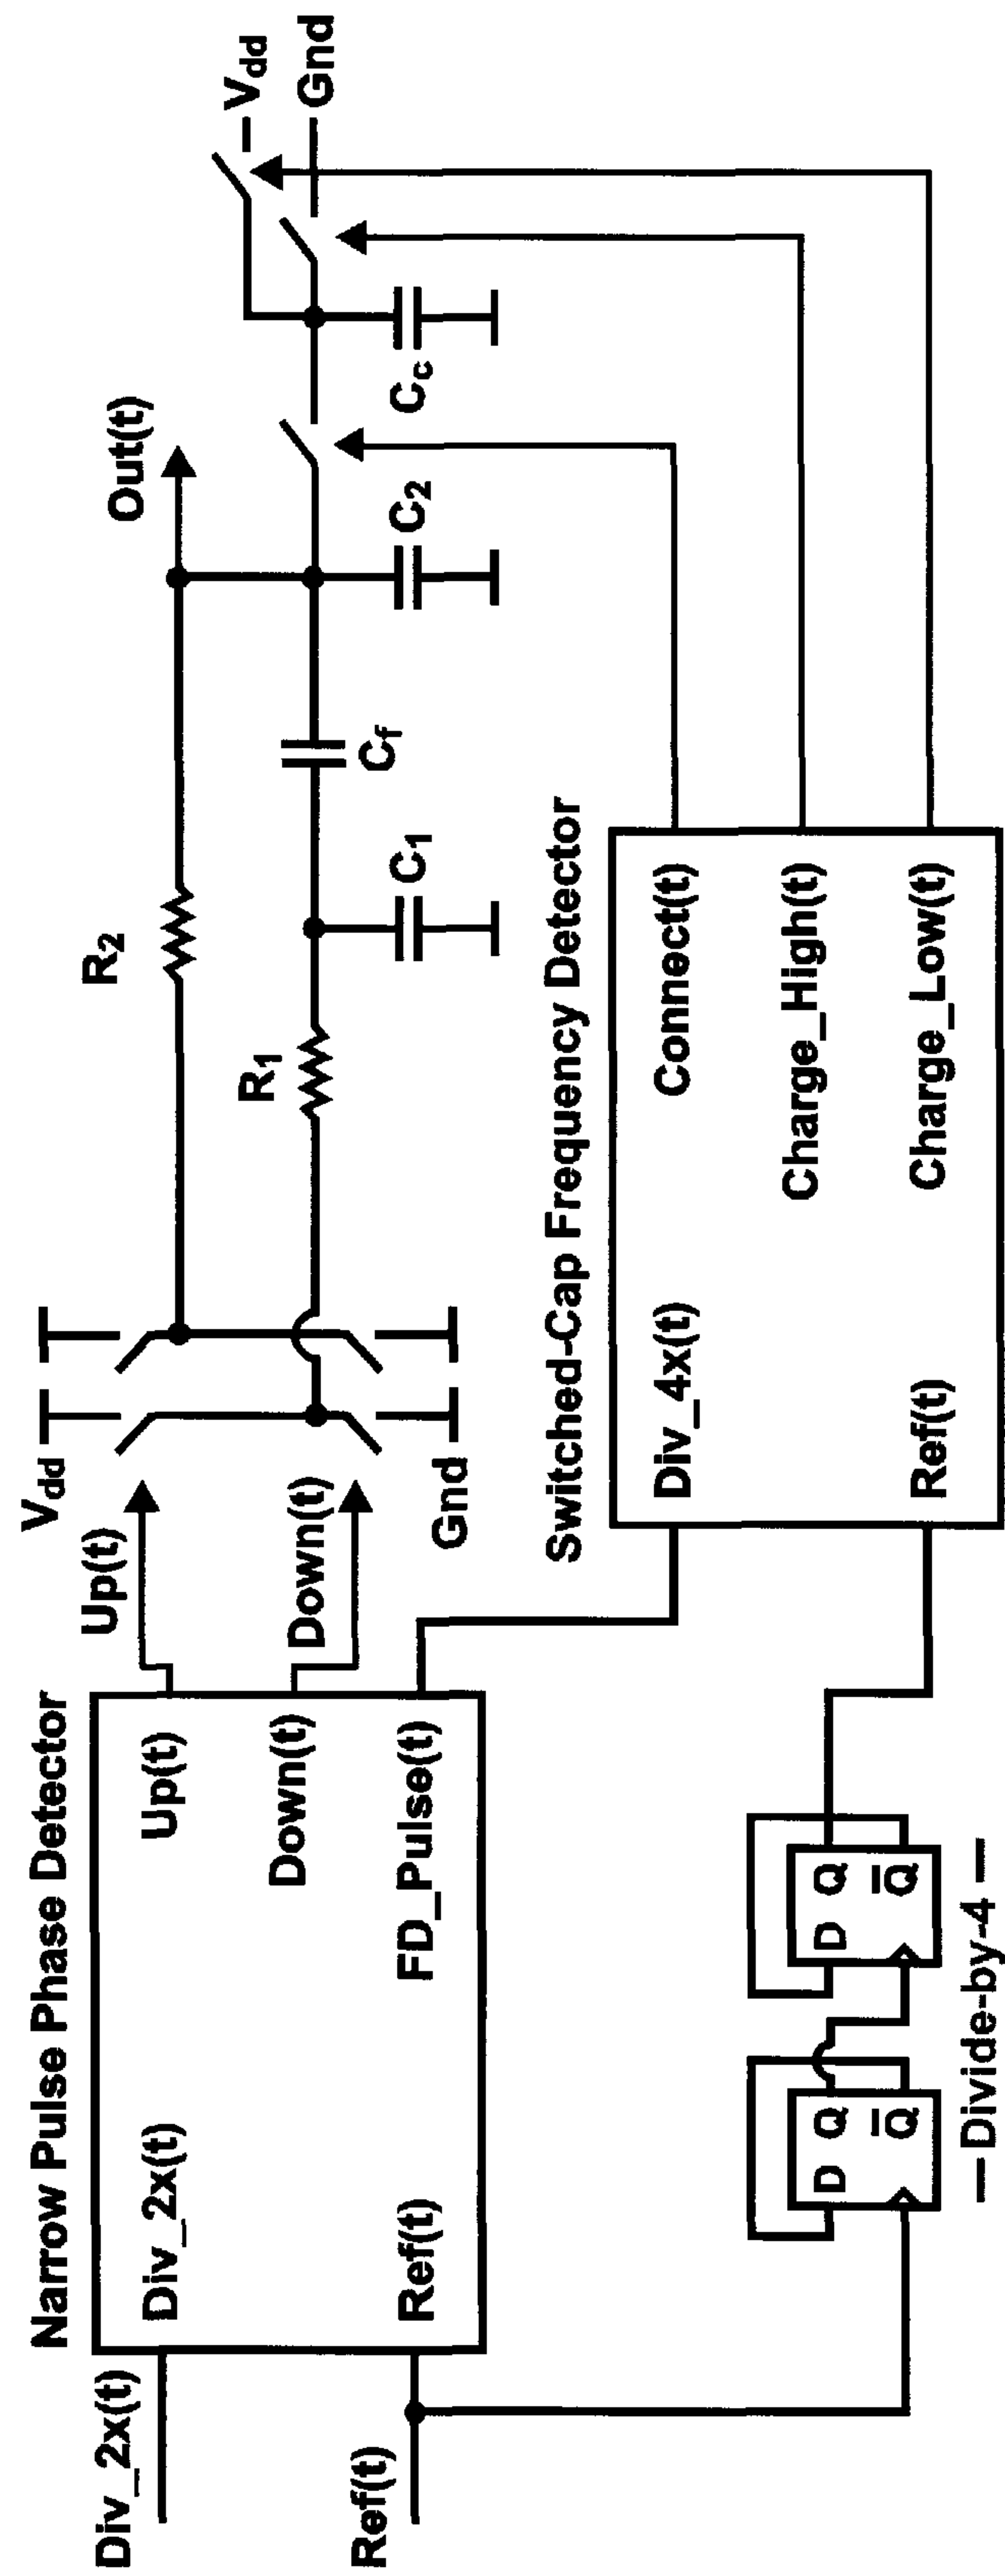 Narrow Pulse Phase Detector
Div_2x(t)
Ref(t)
Div_2x(t)
Ref(t)
Up(t)
Down(t)
FD_Pulse(t)
Up(t)
Down(t)
Vdd
Gnd
R2
R1
C1
Cf
C2
Out(t)
Cc
Vdd
Gnd
Switched-Cap Frequency Detector
Div_4x(t)
Ref(t)
Connect(t)
Charge_High(t)
Charge_Low(t)
D Q
Q
D Q
Q
Divide-by-4